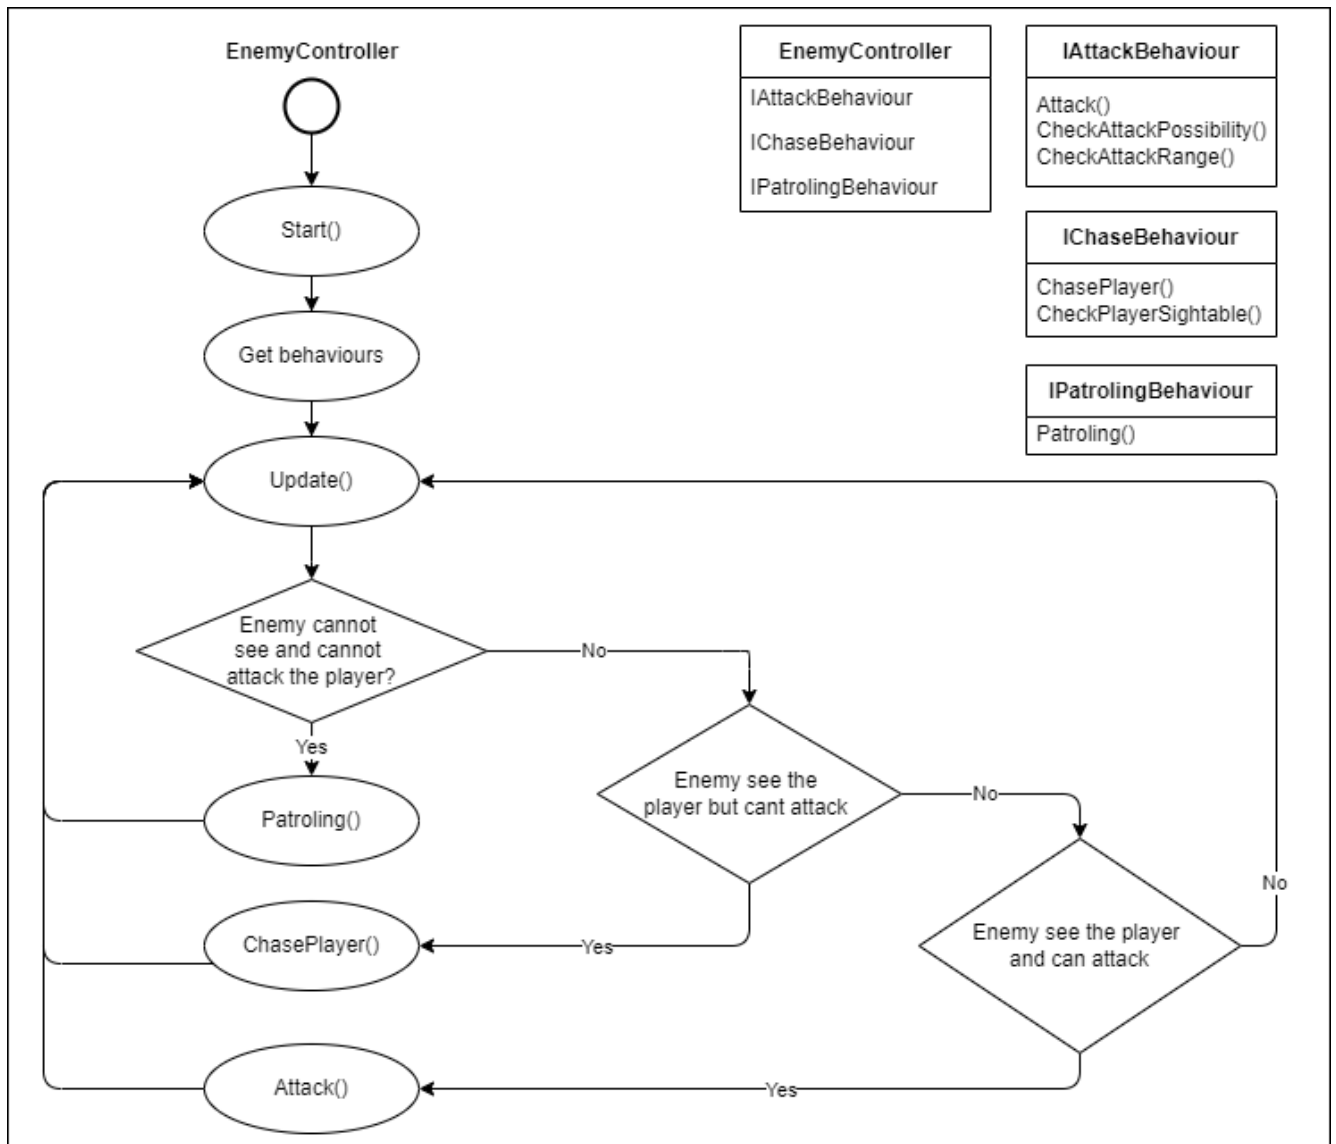 EnemyController
Start()
Get behaviours
Update()
Enemy cannot
see and cannot
attack the player?
No
Yes
Patroling()
Enemy see the
player but cant attack
No
Yes
ChasePlayer()
Enemy see the player
and can attack
No
Yes
Attack()
EnemyController
IAttackBehaviour
IChaseBehaviour
IPatrolingBehaviour
IAttackBehaviour
Attack()
CheckAttackPossibility()
CheckAttackRange()
IChaseBehaviour
ChasePlayer()
CheckPlayerSightable()
IPatrolingBehaviour
Patroling()